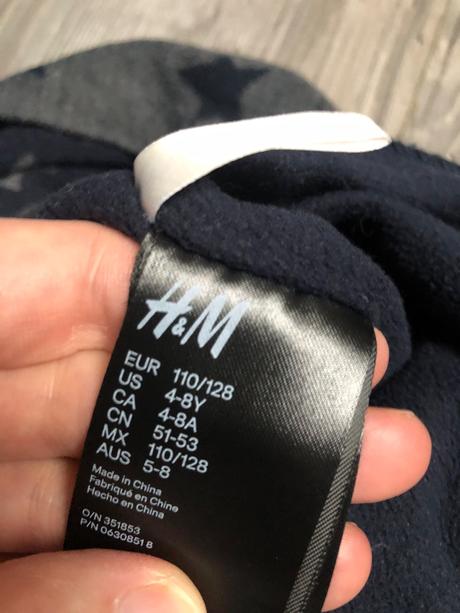 H&M
EUR 110/128
US 4-8Y
CA 4-8A
CN 51-53
MX 110/128
AUS 5-8
Made in China
Fabriqué en Chine
Hecho en China
O/N 351853
P/N 0630851 8